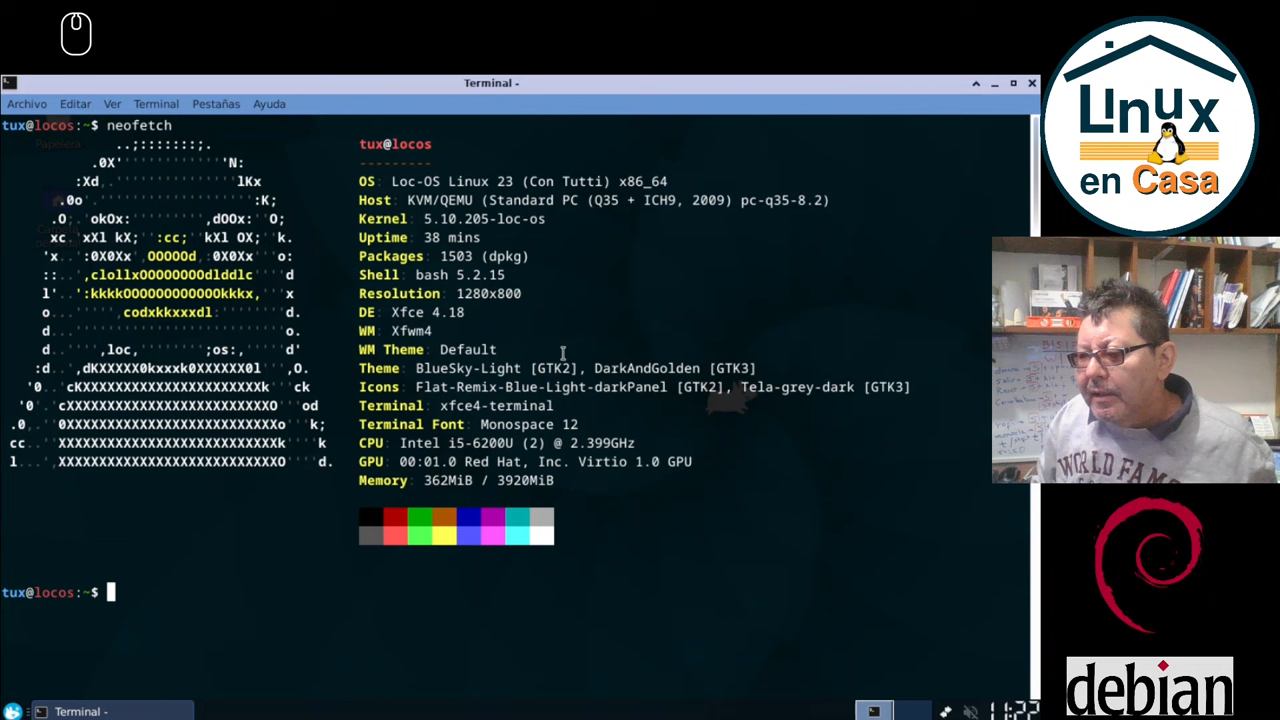 Terminal -
Archivo Editar Ver Terminal Pestañas Ayuda
tux@locos:~$ neofetch
tux@locos
---------
OS: Loc-OS Linux 23 (Con Tutti) x86_64
Host: KVM/QEMU (Standard PC (Q35 + ICH9, 2009) pc-q35-8.2)
Kernel: 5.10.205-loc-os
Uptime: 38 mins
Packages: 1503 (dpkg)
Shell: bash 5.2.15
Resolution: 1280x800
DE: Xfce 4.18
WM: Xfwm4
WM Theme: Default
Theme: BlueSky-Light [GTK2], DarkAndGolden [GTK3]
Icons: Flat-Remix-Blue-Light-darkPanel [GTK2], Tela-grey-dark [GTK3]
Terminal: xfce4-terminal
Terminal Font: Monospace 12
CPU: Intel i5-6200U (2) @ 2.399GHz
GPU: 00:01.0 Red Hat, Inc. Virtio 1.0 GPU
Memory: 362MiB / 3920MiB
tux@locos:~$
Terminal -
11:22
Linux
en Casa
WORLD FAMOUS
debian